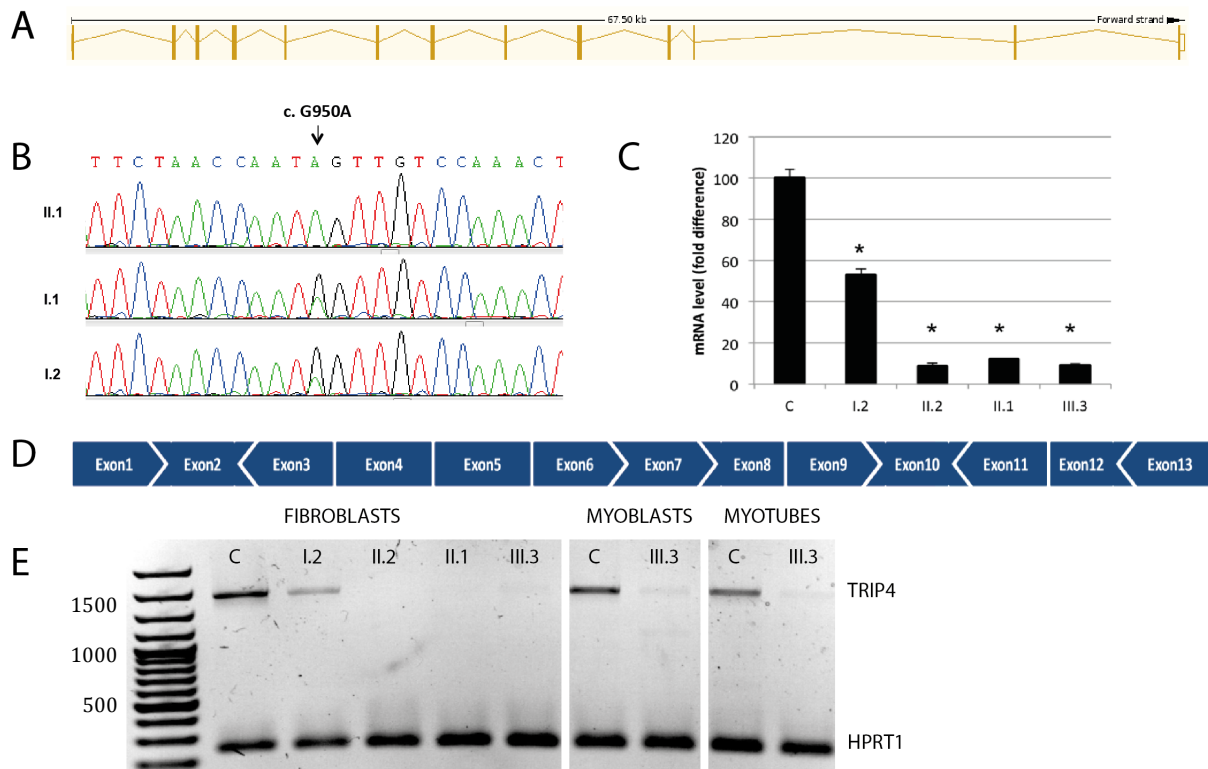 A
67.50 kb
Forward strand
c. G950A
B
T T C T A A C C A A T A G T T G T C C A A A C T
II.1
I.1
I.2
C
mRNA level (fold difference)
120
100
80
60
40
20
0
*
*
*
*
C I.2 II.2 II.1 III.3
D
Exon1 Exon2 Exon3 Exon4 Exon5 Exon6 Exon7 Exon8 Exon9 Exon10 Exon11 Exon12 Exon13
FIBROBLASTS MYOBLASTS MYOTUBES
E
C I.2 II.2 II.1 III.3 C III.3 C III.3
TRIP4
1500
1000
500
HPRT1